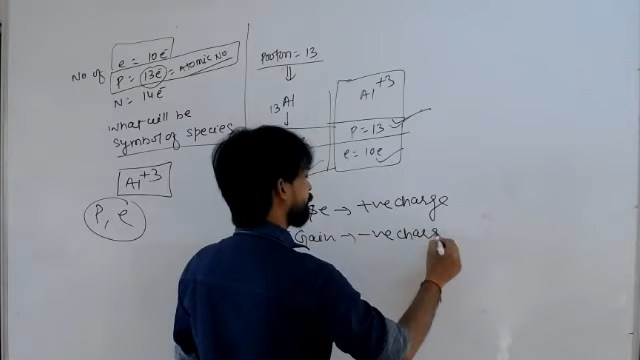 No of
e = 10e̅
P = 13e̅ = ATOMIC NO
N = 14e̅
what will be
symbol of species
Al+3
P, e
Proton = 13
⇓
13Al
↓
Al+3
P = 13 ✓
e = 10e ✓
e → +ve charge
Gain → -ve char